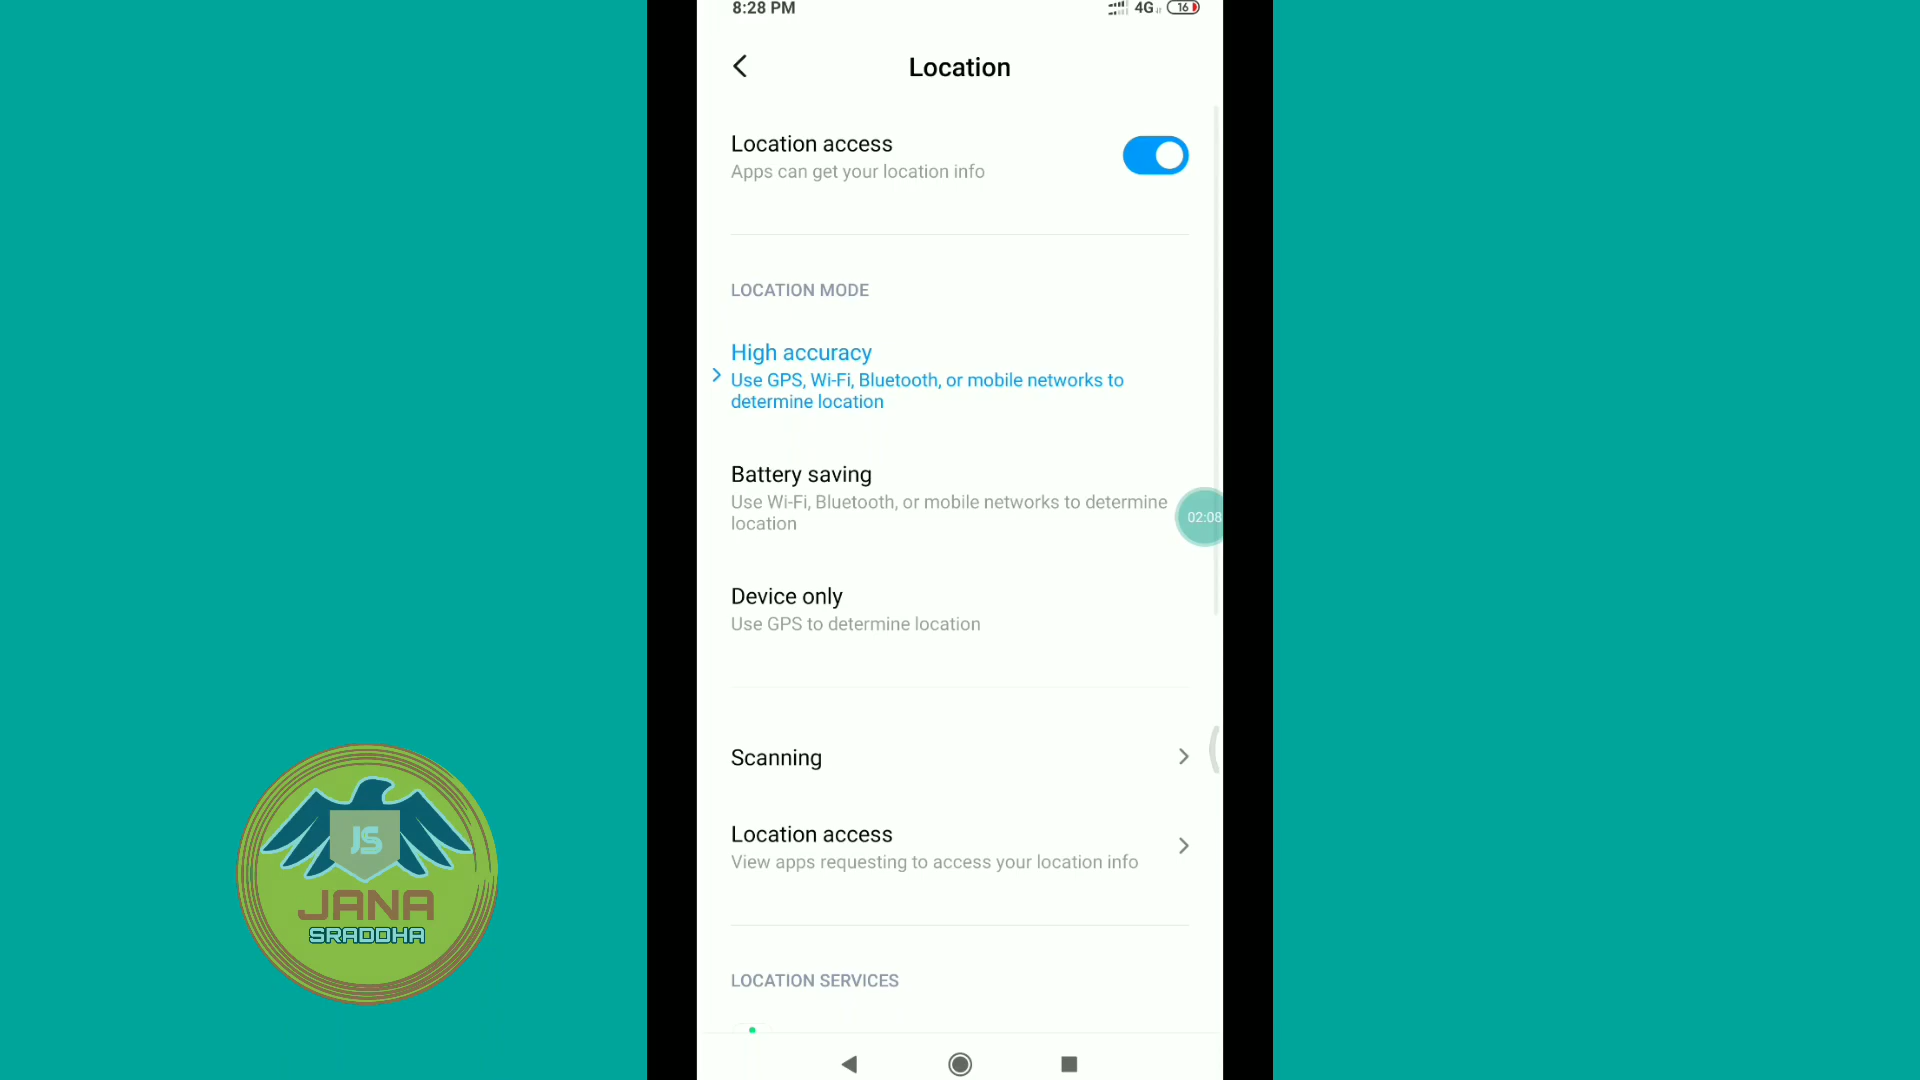 8:28 PM
4G
16
Location
Location access
Apps can get your location info
LOCATION MODE
High accuracy
Use GPS, Wi-Fi, Bluetooth, or mobile networks to
determine location
Battery saving
Use Wi-Fi, Bluetooth, or mobile networks to determine
location
02:08
Device only
Use GPS to determine location
Scanning
Location access
View apps requesting to access your location info
LOCATION SERVICES
JS
JANA
SRADDHA